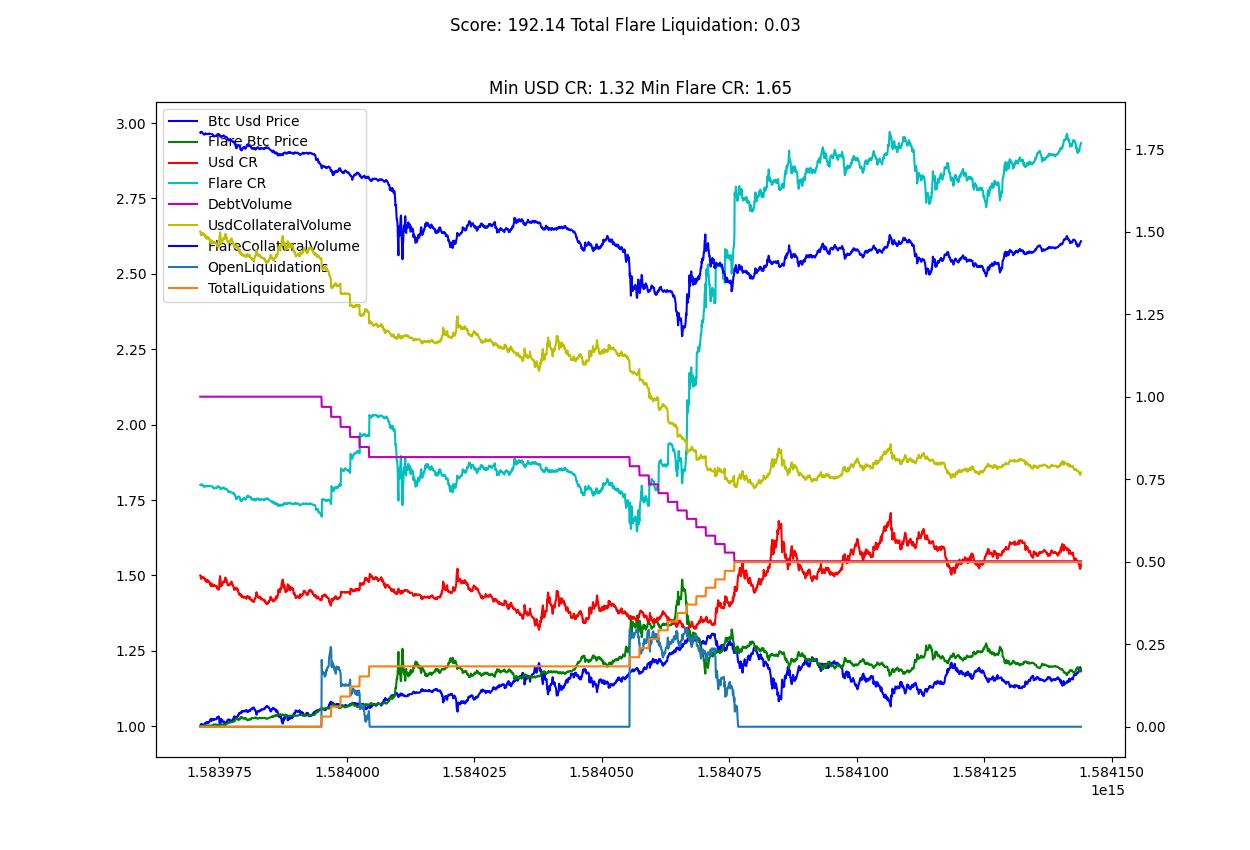 Score: 192.14 Total Flare Liquidation: 0.03
Min USD CR: 1.32 Min Flare CR: 1.65
Btc Usd Price
Flare Btc Price
Usd CR
Flare CR
DebtVolume
UsdCollateralVolume
FlareCollateralVolume
OpenLiquidations
TotalLiquidations
3.00
2.75
2.50
2.25
2.00
1.75
1.50
1.25
1.00
1.75
1.50
1.25
1.00
0.75
0.50
0.25
0.00
1.583975 1.584000 1.584025 1.584050 1.584075 1.584100 1.584125 1.584150
1e15